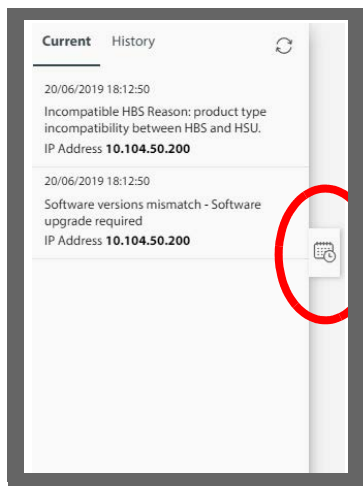 Current History
20/06/2019 18:12:50
Incompatible HBS Reason: product type
incompatibility between HBS and HSU.
IP Address 10.104.50.200
20/06/2019 18:12:50
Software versions mismatch - Software
upgrade required
IP Address 10.104.50.200